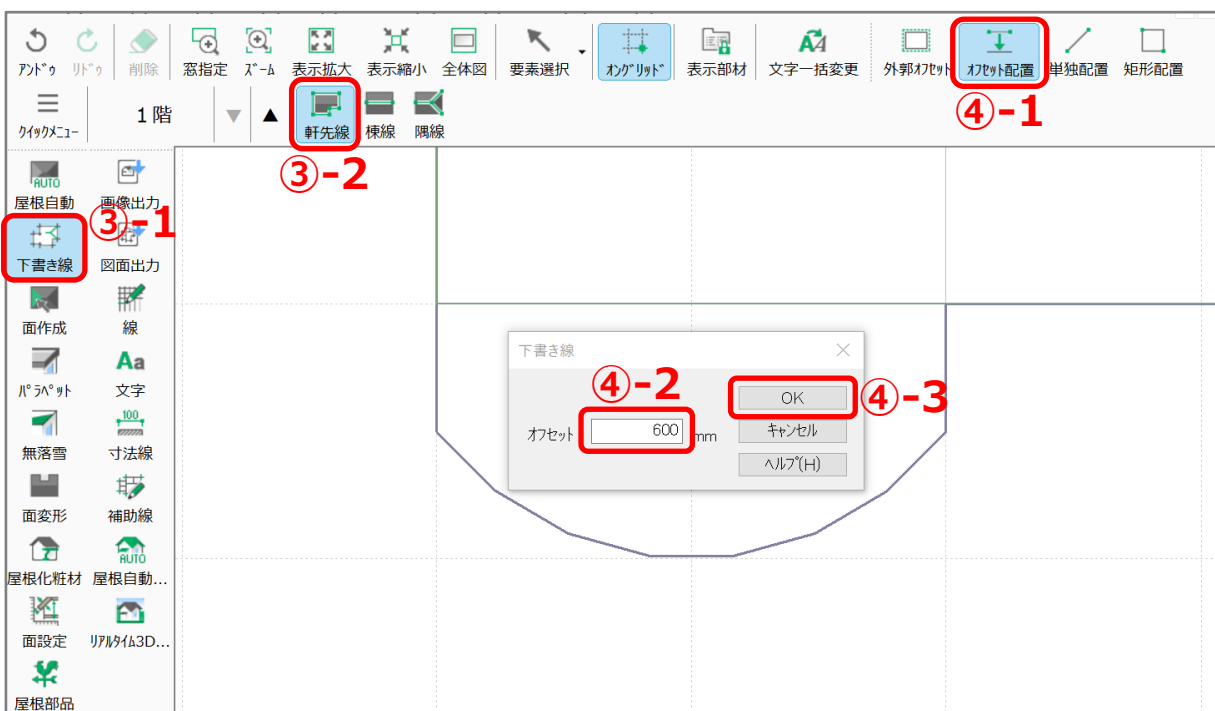 ｱﾝﾄﾞｩ ﾘﾄﾞｩ 削除 窓指定 ｽﾞｰﾑ 表示拡大 表示縮小 全体図 要素選択 ｵﾝｸﾞﾘｯﾄﾞ 表示部材 文字一括変更 外郭ｵﾌｾｯﾄ ｵﾌｾｯﾄ配置 単独配置 矩形配置
④-1
ｸｲｯｸﾒﾆｭｰ 1階 ▼ ▲ 軒先線 棟線 隅線
③-2
AUTO
屋根自動 画像出力
③-1
下書き線 図面出力
面作成 線
Aa
ﾊﾟﾗﾍﾟｯﾄ 文字
100
無落雪 寸法線
面変形 補助線
AUTO
屋根化粧材 屋根自動...
面設定 ﾘｱﾙﾀｲﾑ3D...
屋根部品
下書き線
④-2
OK
④-3
オフセット 600 mm
キャンセル
ヘルプ(H)